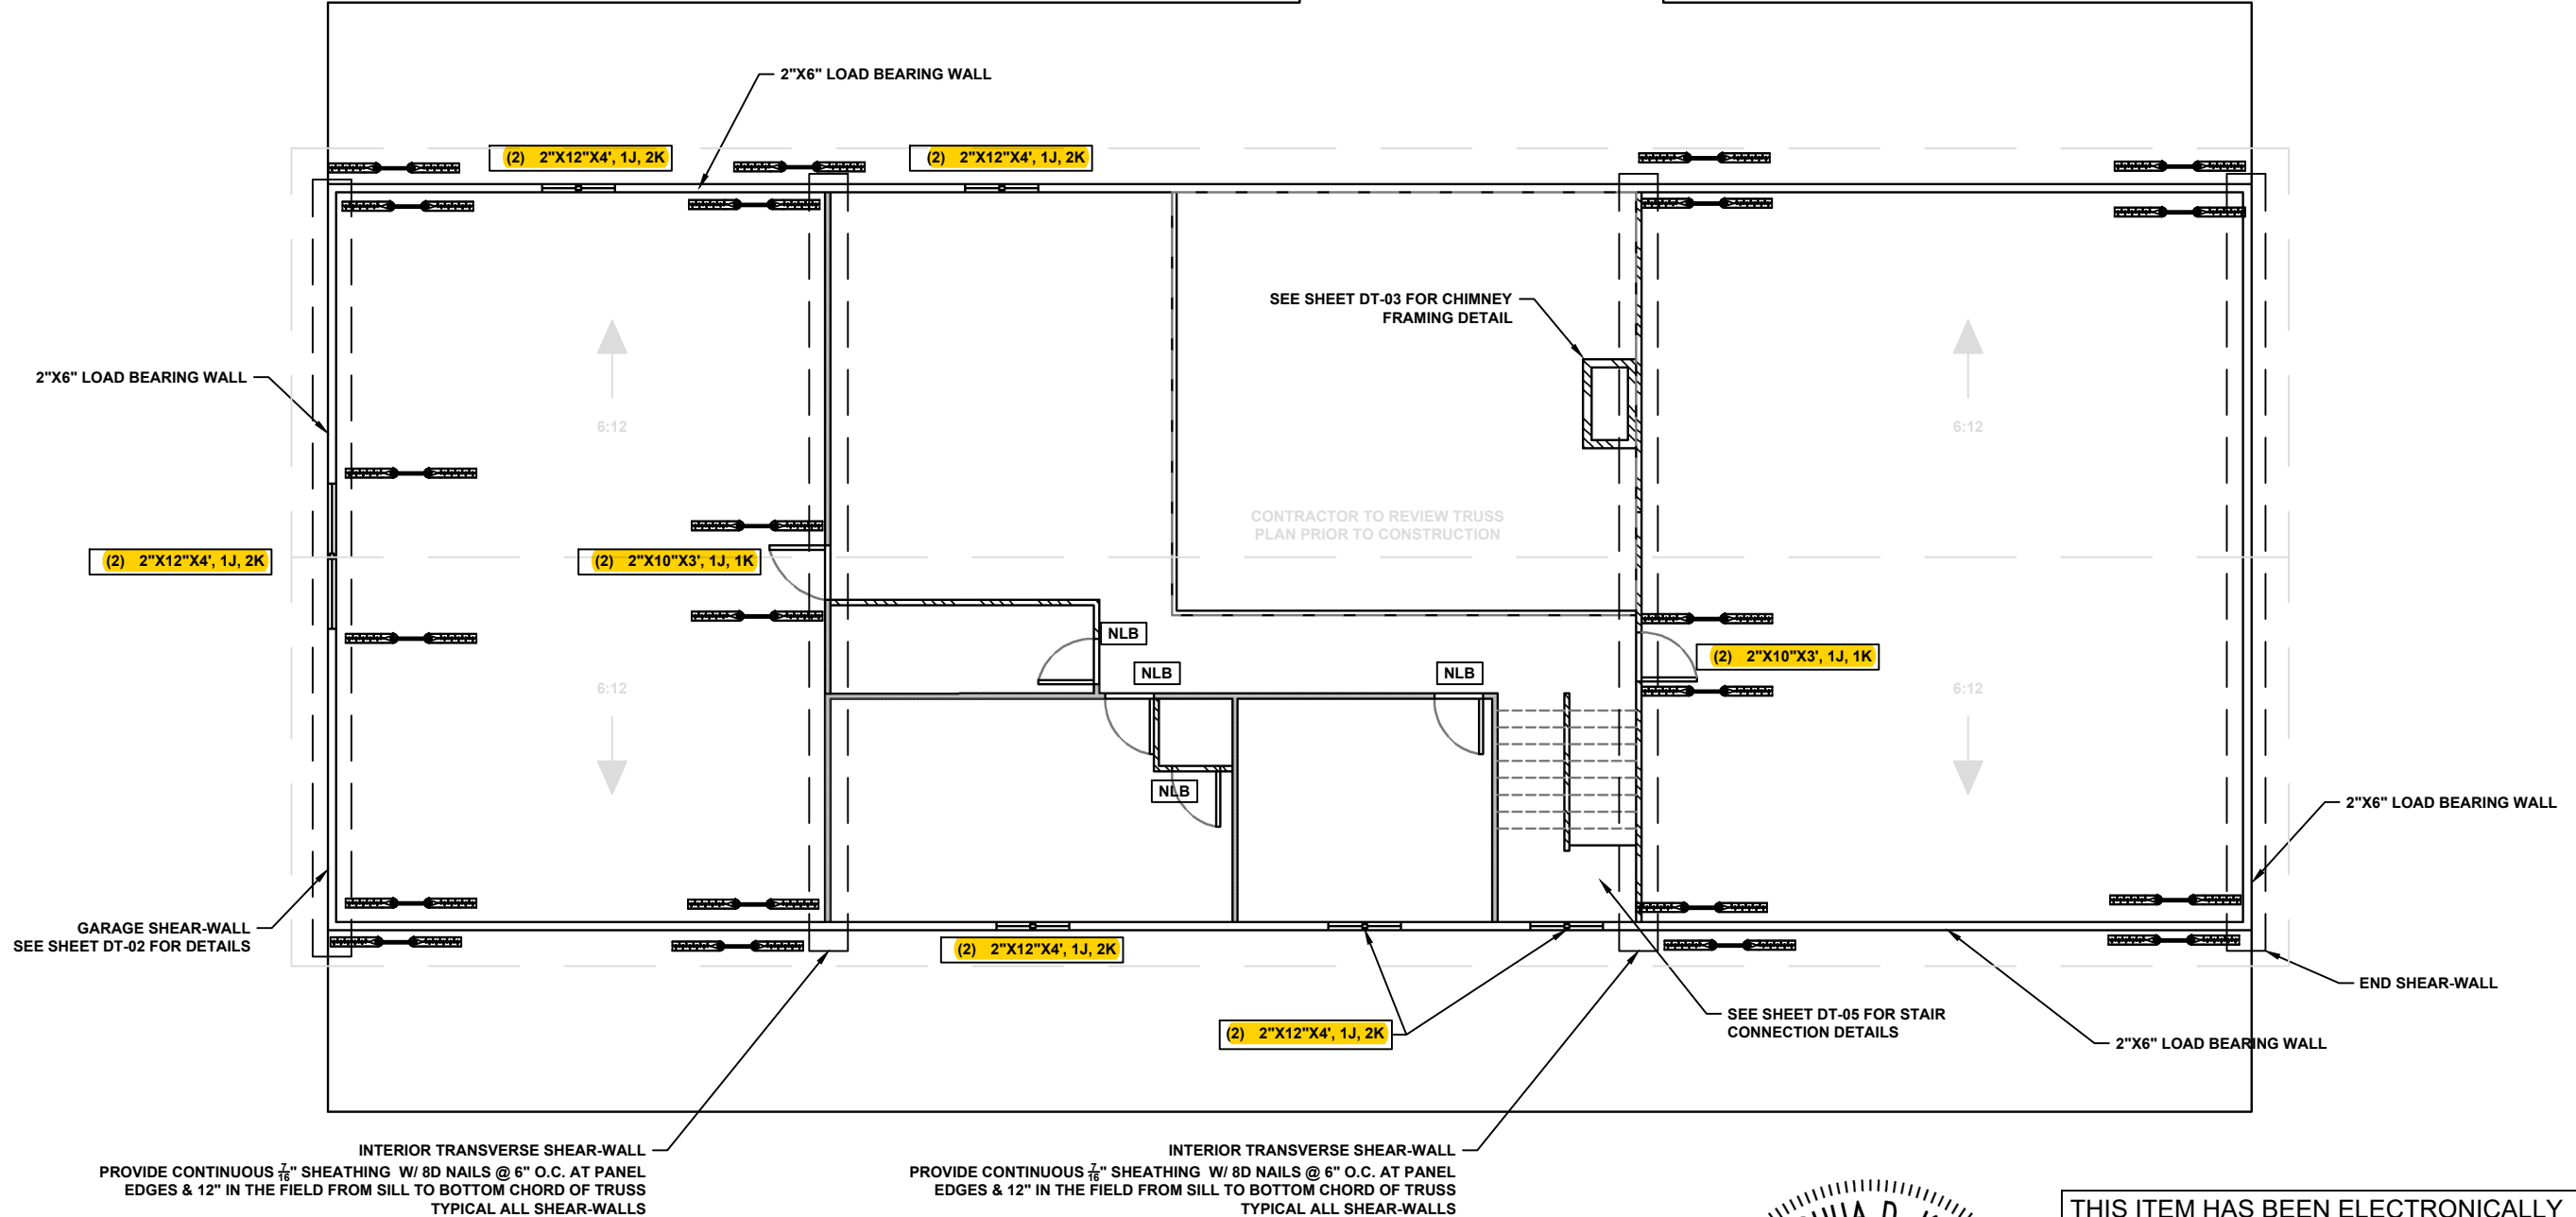 2"X6" LOAD BEARING WALL
(2) 2"X12"X4', 1J, 2K
(2) 2"X12"X4', 1J, 2K
SEE SHEET DT-03 FOR CHIMNEY
FRAMING DETAIL
2"X6" LOAD BEARING WALL
6:12
6:12
CONTRACTOR TO REVIEW TRUSS
PLAN PRIOR TO CONSTRUCTION
(2) 2"X12"X4', 1J, 2K
(2) 2"X10"X3', 1J, 1K
NLB
(2) 2"X10"X3', 1J, 1K
NLB
NLB
6:12
6:12
NLB
2"X6" LOAD BEARING WALL
GARAGE SHEAR-WALL
SEE SHEET DT-02 FOR DETAILS
(2) 2"X12"X4', 1J, 2K
END SHEAR-WALL
(2) 2"X12"X4', 1J, 2K
SEE SHEET DT-05 FOR STAIR
CONNECTION DETAILS
2"X6" LOAD BEARING WALL
INTERIOR TRANSVERSE SHEAR-WALL
PROVIDE CONTINUOUS 7/16" SHEATHING W/ 8D NAILS @ 6" O.C. AT PANEL
EDGES & 12" IN THE FIELD FROM SILL TO BOTTOM CHORD OF TRUSS
TYPICAL ALL SHEAR-WALLS
INTERIOR TRANSVERSE SHEAR-WALL
PROVIDE CONTINUOUS 7/16" SHEATHING W/ 8D NAILS @ 6" O.C. AT PANEL
EDGES & 12" IN THE FIELD FROM SILL TO BOTTOM CHORD OF TRUSS
TYPICAL ALL SHEAR-WALLS
THIS ITEM HAS BEEN ELECTRONICALLY